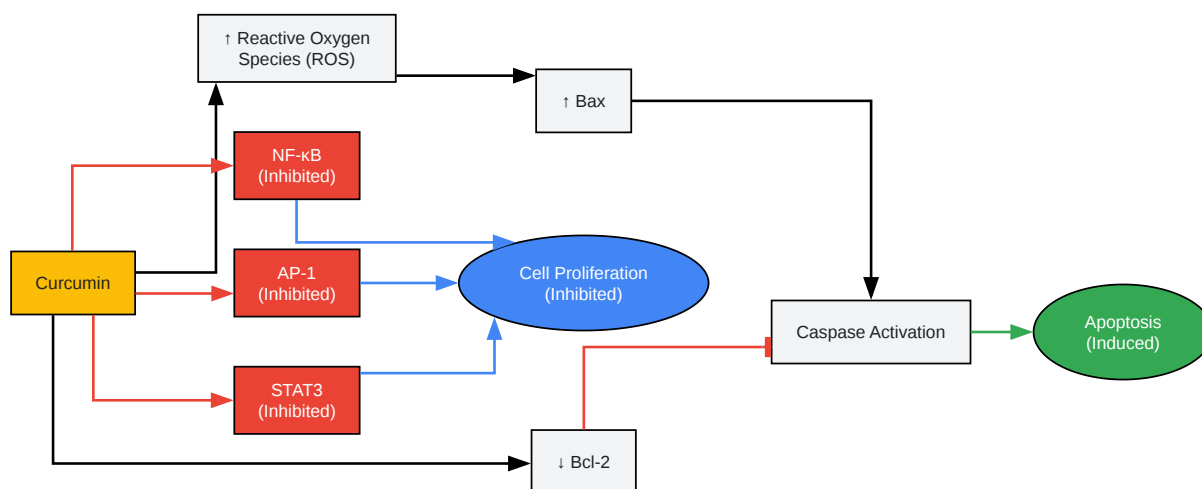 ↑ Reactive Oxygen
Species (ROS)
↑ Bax
NF-κB
(Inhibited)
Curcumin
AP-1
(Inhibited)
Cell Proliferation
(Inhibited)
Caspase Activation
Apoptosis
(Induced)
STAT3
(Inhibited)
↓ Bcl-2